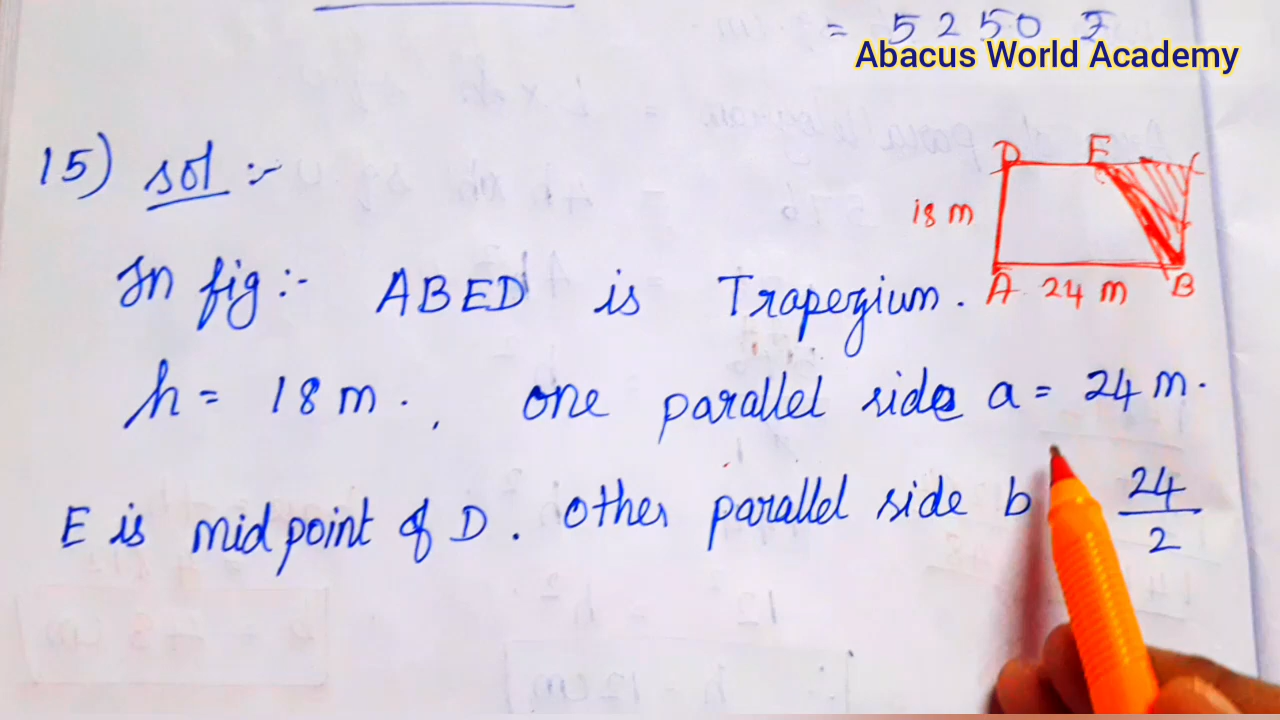 = 5250 ₹
Abacus World Academy
15) sol :-
D E C
18 m
A 24 m B
In fig :- ABED is Trapezium.
h = 18 m. , one parallel side a = 24 m.
E is midpoint of D. Other parallel side b 24/2